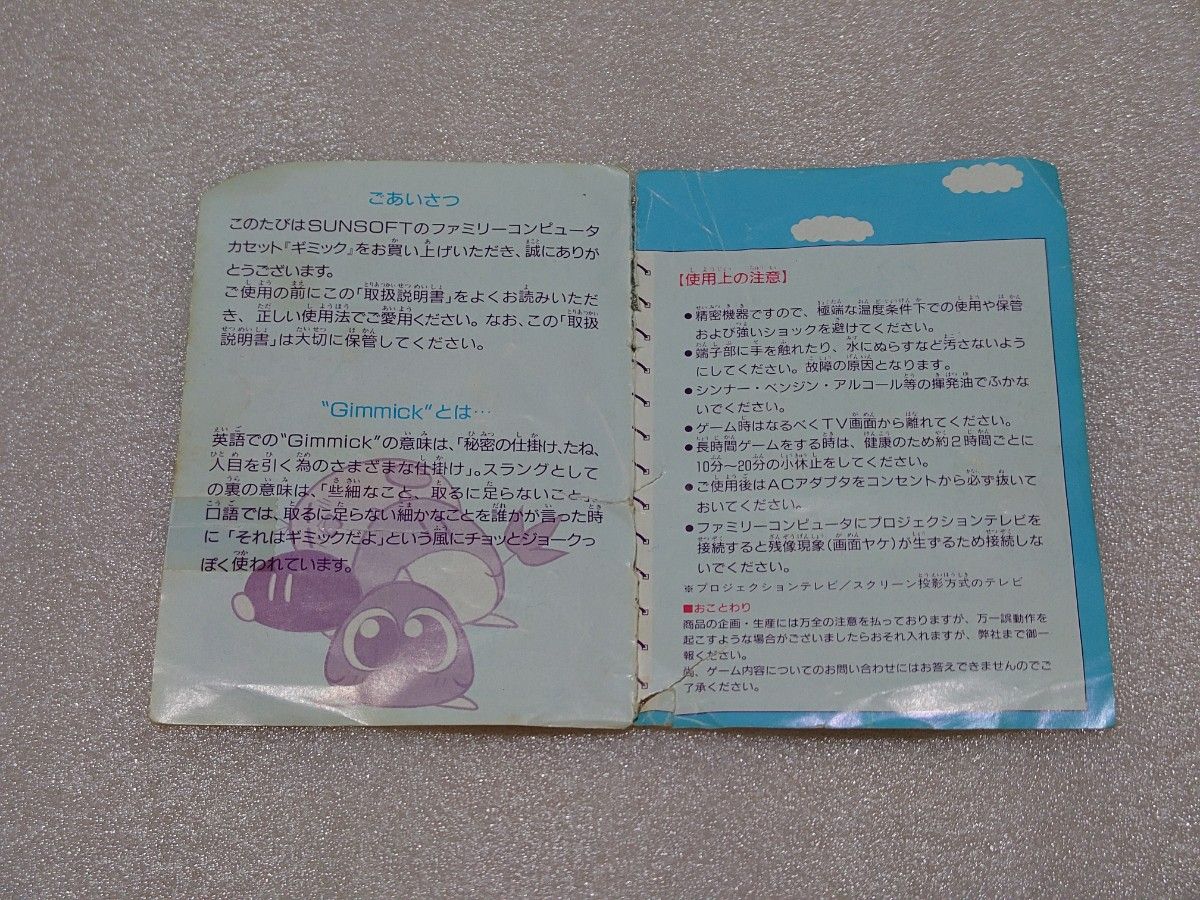 ごあいさつ
このたびはSUNSOFTのファミリーコンピュータ
カセット『ギミック』をお買い上げいただき、誠にありが
とうございます。
ご使用の前にこの「取扱説明書」をよくお読みいただ
き、正しい使用法でご愛用ください。なお、この「取扱
説明書」は大切に保管してください。
“Gimmick”とは…
英語での“Gimmick”の意味は、「秘密の仕掛け、たね、
人目を引く為のさまざまな仕掛け」。スラングとして
の裏の意味は、「些細なこと、取るに足らないこと」。
口語では、取るに足らない細かなことを誰かが言った時
に「それはギミックだよ」という風にチョッとジョークっ
ぽく使われています。
【使用上の注意】
●精密機器ですので、極端な温度条件下での使用や保管
および強いショックを避けてください。
●端子部に手を触れたり、水にぬらすなど汚さないよう
にしてください。故障の原因となります。
●シンナー・ベンジン・アルコール等の揮発油でふかな
いでください。
●ゲーム時はなるべくTV画面から離れてください。
●長時間ゲームをする時は、健康のため約2時間ごとに
10分〜20分の小休止をしてください。
●ご使用後はACアダプタをコンセントから必ず抜いて
おいてください。
●ファミリーコンピュータにプロジェクションテレビを
接続すると残像現象(画面ヤケ)が生ずるため接続しな
いでください。
※プロジェクションテレビ/スクリーン投影方式のテレビ
■おことわり
商品の企画・生産には万全の注意を払っておりますが、万一誤動作を
起こすような場合がございましたらおそれ入れますが、弊社まで御一
報ください。
尚、ゲーム内容についてのお問い合わせにはお答えできませんのでご
了承ください。